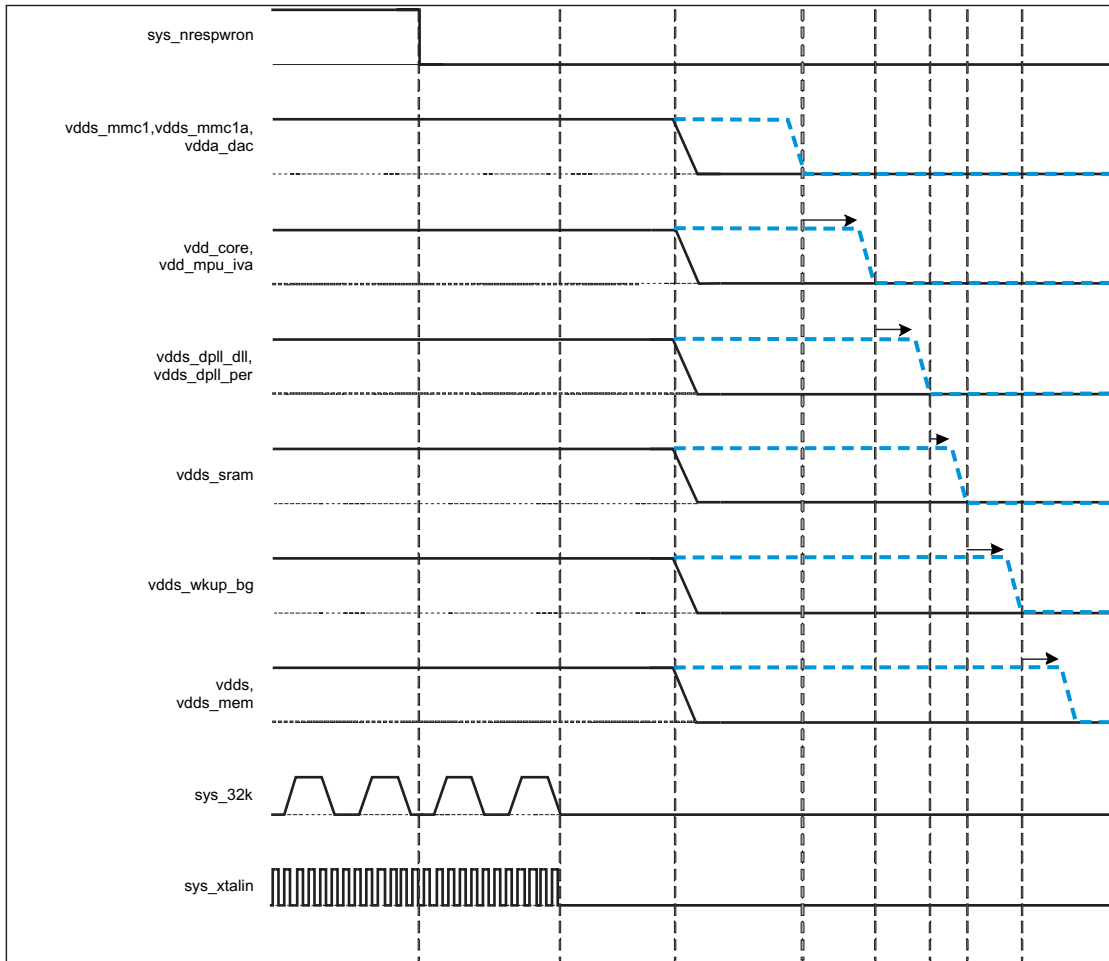 sys_nrespwron
vdds_mmc1,vdds_mmc1a,
vdda_dac
vdd_core,
vdd_mpu_iva
vdds_dpll_dll,
vdds_dpll_per
vdds_sram
vdds_wkup_bg
vdds,
vdds_mem
sys_32k
sys_xtalin